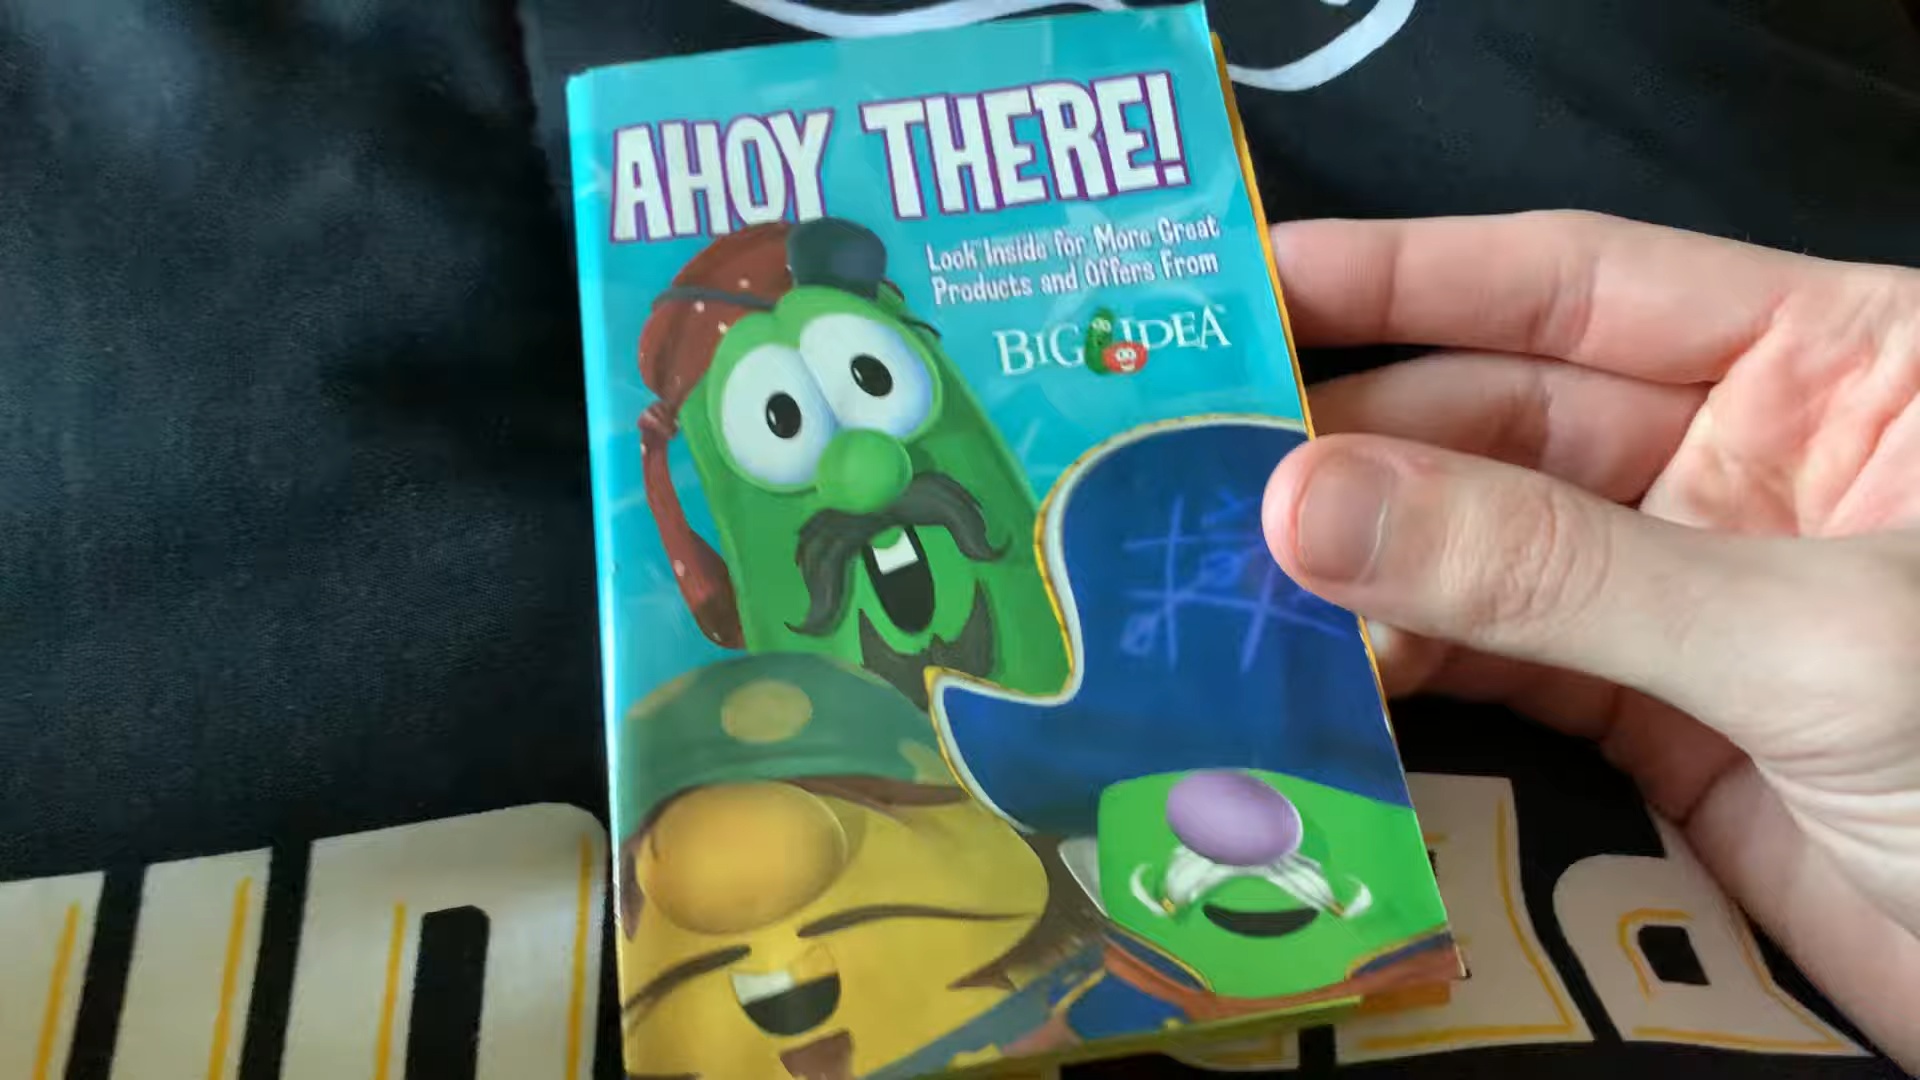 AHOY THERE!
Look Inside for More Great
Products and Offers From
BIG IDEA